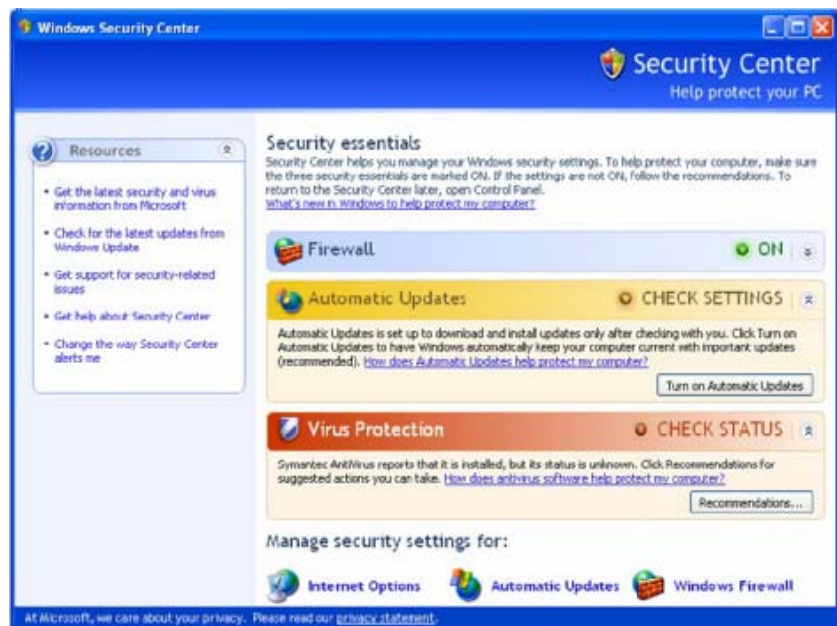 Windows Security Center
Security Center
Help protect your PC
Resources
• Get the latest security and virus
information from Microsoft
• Check for the latest updates from
Windows Update
• Get support for security-related
issues
• Get help about Security Center
• Change the way Security Center
alerts me
Security essentials
Security Center helps you manage your Windows security settings. To help protect your computer, make sure
the three security essentials are marked ON. If the settings are not ON, follow the recommendations. To
return to the Security Center later, open Control Panel.
What's new in Windows to help protect my computer?
Firewall ON
Automatic Updates CHECK SETTINGS
Automatic Updates is set up to download and install updates only after checking with you. Click Turn on
Automatic Updates to have Windows automatically keep your computer current with important updates
(recommended). How does Automatic Updates help protect my computer?
Turn on Automatic Updates
Virus Protection CHECK STATUS
Symantec AntiVirus reports that it is installed, but its status is unknown. Click Recommendations for
suggested actions you can take. How does antivirus software help protect my computer?
Recommendations...
Manage security settings for:
Internet Options Automatic Updates Windows Firewall
At Microsoft, we care about your privacy. Please read our privacy statement.